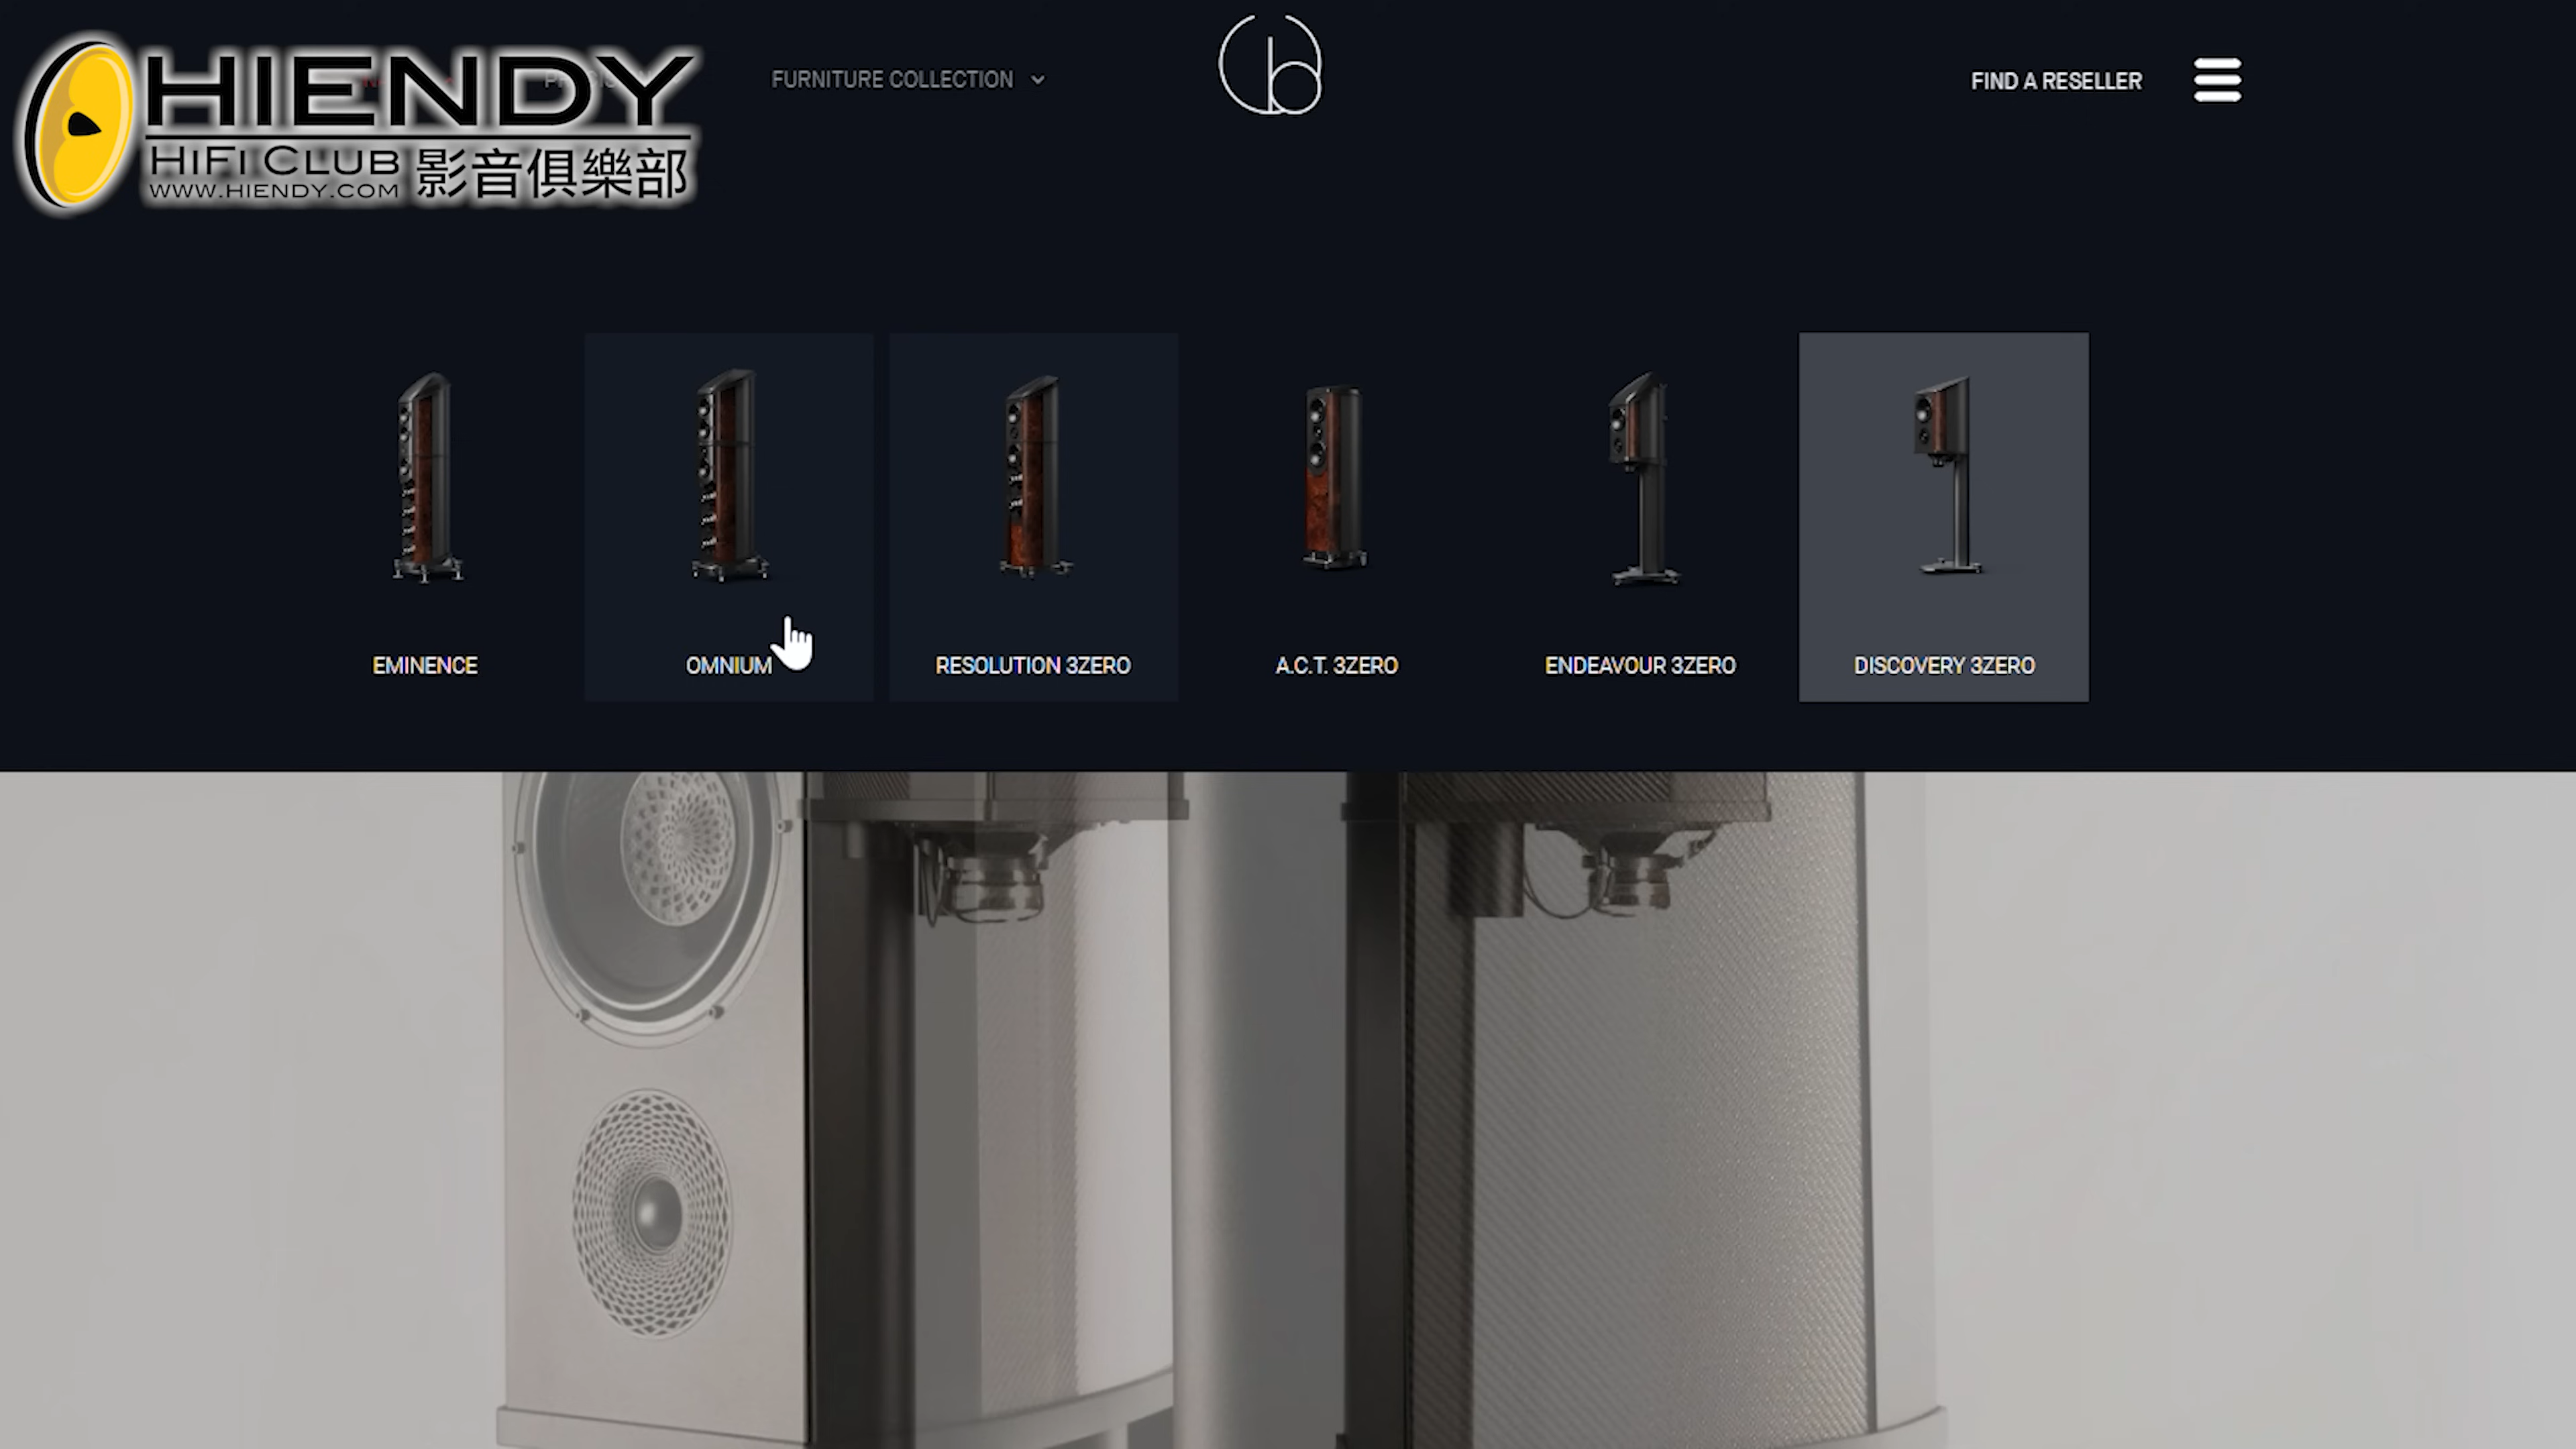 HIENDY
HIFI CLUB 影音俱樂部
WWW.HIENDY.COM
FURNITURE COLLECTION
FIND A RESELLER
EMINENCE
OMNIUM
RESOLUTION 3ZERO
A.C.T. 3ZERO
ENDEAVOUR 3ZERO
DISCOVERY 3ZERO